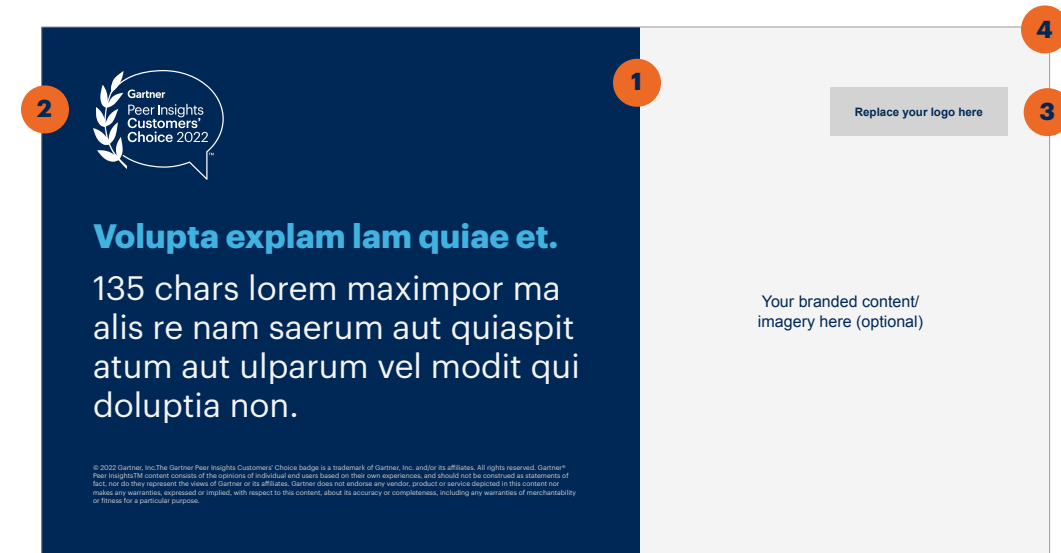 4
1
2
Gartner
Peer Insights
Customers'
Choice 2022
™
Replace your logo here
3
Volupta explam lam quiae et.
135 chars lorem maximpor ma
alis re nam saerum aut quiaspit
atum aut ulparum vel modit qui
doluptia non.
Your branded content/
imagery here (optional)
© 2022 Gartner, Inc.The Gartner Peer Insights Customers' Choice badge is a trademark of Gartner, Inc. and/or its affiliates. All rights reserved. Gartner®
Peer InsightsTM content consists of the opinions of individual end users based on their own experiences, and should not be construed as statements of
fact, nor do they represent the views of Gartner or its affiliates. Gartner does not endorse any vendor, product or service depicted in this content nor
makes any warranties, expressed or implied, with respect to this content, about its accuracy or completeness, including any warranties of merchantability
or fitness for a particular purpose.